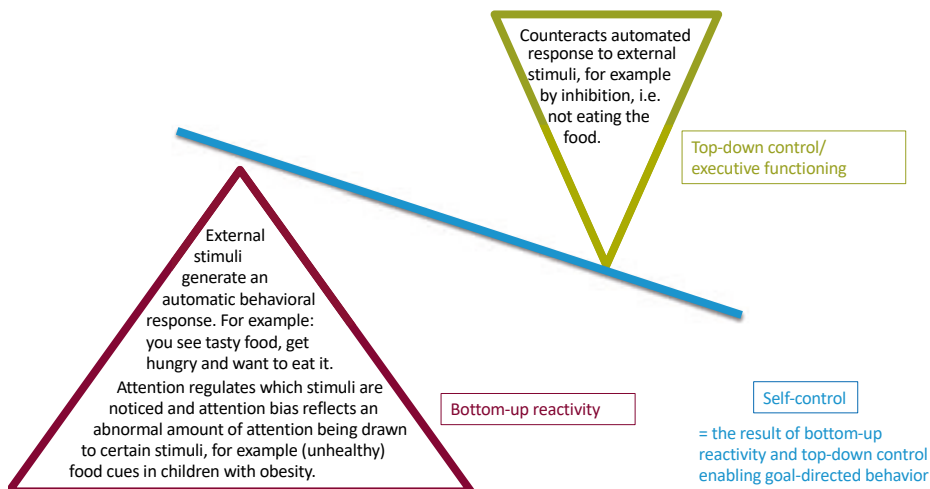 Counteracts automated
response to external
stimuli, for example
by inhibition, i.e.
not eating the
food.
Top-down control/
executive functioning
External
stimuli
generate an
automatic behavioral
response. For example:
you see tasty food, get
hungry and want to eat it.
Attention regulates which stimuli are
noticed and attention bias reflects an
abnormal amount of attention being drawn
to certain stimuli, for example (unhealthy)
food cues in children with obesity.
Bottom-up reactivity
Self-control
= the result of bottom-up
reactivity and top-down control
enabling goal-directed behavior